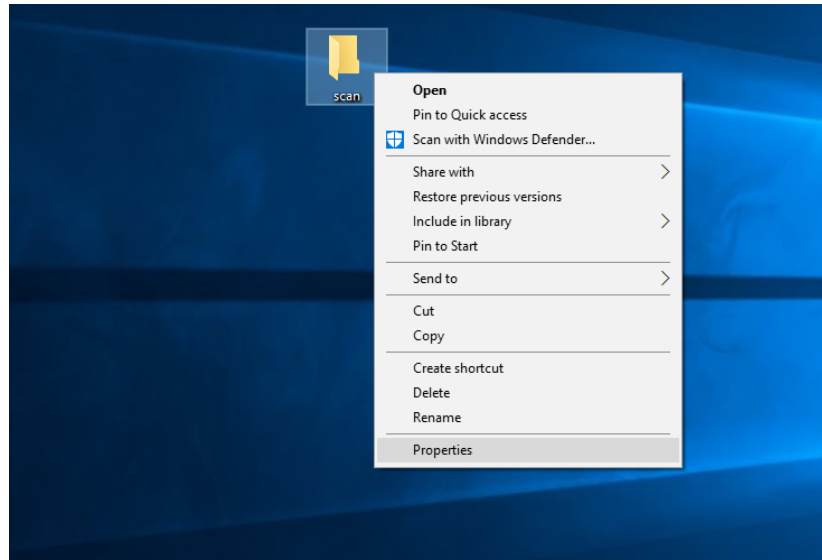 scan
Open
Pin to Quick access
Scan with Windows Defender...
Share with
Restore previous versions
Include in library
Pin to Start
Send to
Cut
Copy
Create shortcut
Delete
Rename
Properties